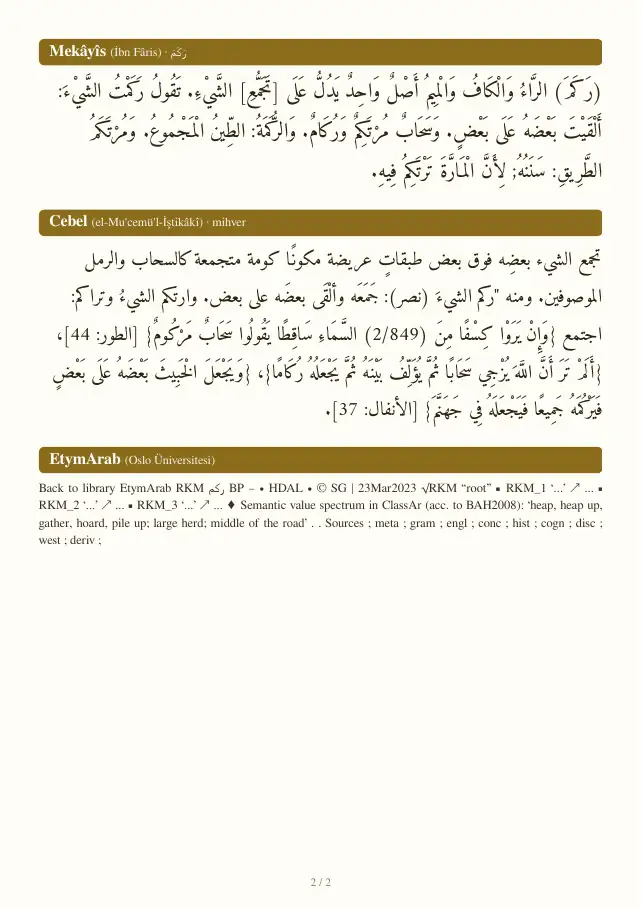 Mekâyîs (İbn Fâris) · رَكَمَ
(رَكَمَ) الرَّاءُ وَالْكَافُ وَالْمِيمُ أَصْلٌ وَاحِدٌ يَدُلُّ عَلَى [تَجَمُّعِ] الشَّيْءِ. تَقُولُ رَكَمْتُ الشَّيْءَ:
أَلْقَيْتَ بَعْضَهُ عَلَى بَعْضٍ. وَسَحَابٌ مُرْتَكِمٌ وَرُكَامٌ. وَالرُّكْمَةُ: الطِّينُ الْمَجْمُوعُ. وَمُرْتَكَمُ
الطَّرِيقِ: سَنَنُهُ; لِأَنَّ الْمَارَّةَ تَرْتَكِمُ فِيهِ.
Cebel (el-Mu'cemü'l-İştikâkî) · mihver
تجمع الشيء بعضِه فوق بعض طبقاتٍ عريضة مكونًا كومة متجمعة كالسحاب والرمل
الموصوفين. ومنه "ركم الشيءَ (نصر): جَمَعَه وألْقَى بعضَه على بعض. وارتكم الشيءُ وتراكم:
اجتمع {وَإِنْ يَرَوْا كِسْفًا مِنَ (2/849) السَّمَاءِ سَاقِطًا يَقُولُوا سَحَابٌ مَرْكُومٌ} [الطور: 44]،
{أَلَمْ تَرَ أَنَّ اللَّهَ يُزْجِي سَحَابًا ثُمَّ يُؤَلِّفُ بَيْنَهُ ثُمَّ يَجْعَلُهُ رُكَامًا}، {وَيَجْعَلَ الْخَبِيثَ بَعْضَهُ عَلَى بَعْضٍ
فَيَرْكُمَهُ جَمِيعًا فَيَجْعَلَهُ فِي جَهَنَّمَ} [الأنفال: 37].
EtymArab (Oslo Üniversitesi)
Back to library EtymArab RKM ركم BP – • HDAL • © SG | 23Mar2023 √RKM “root” ▪ RKM_1 ‘...’ ↗ ... ▪
RKM_2 ‘...’ ↗ ... ▪ RKM_3 ‘...’ ↗ ... ♦ Semantic value spectrum in ClassAr (acc. to BAH2008): ‘heap, heap up,
gather, hoard, pile up; large herd; middle of the road’ . . Sources ; meta ; gram ; engl ; conc ; hist ; cogn ; disc ;
west ; deriv ;
2 / 2